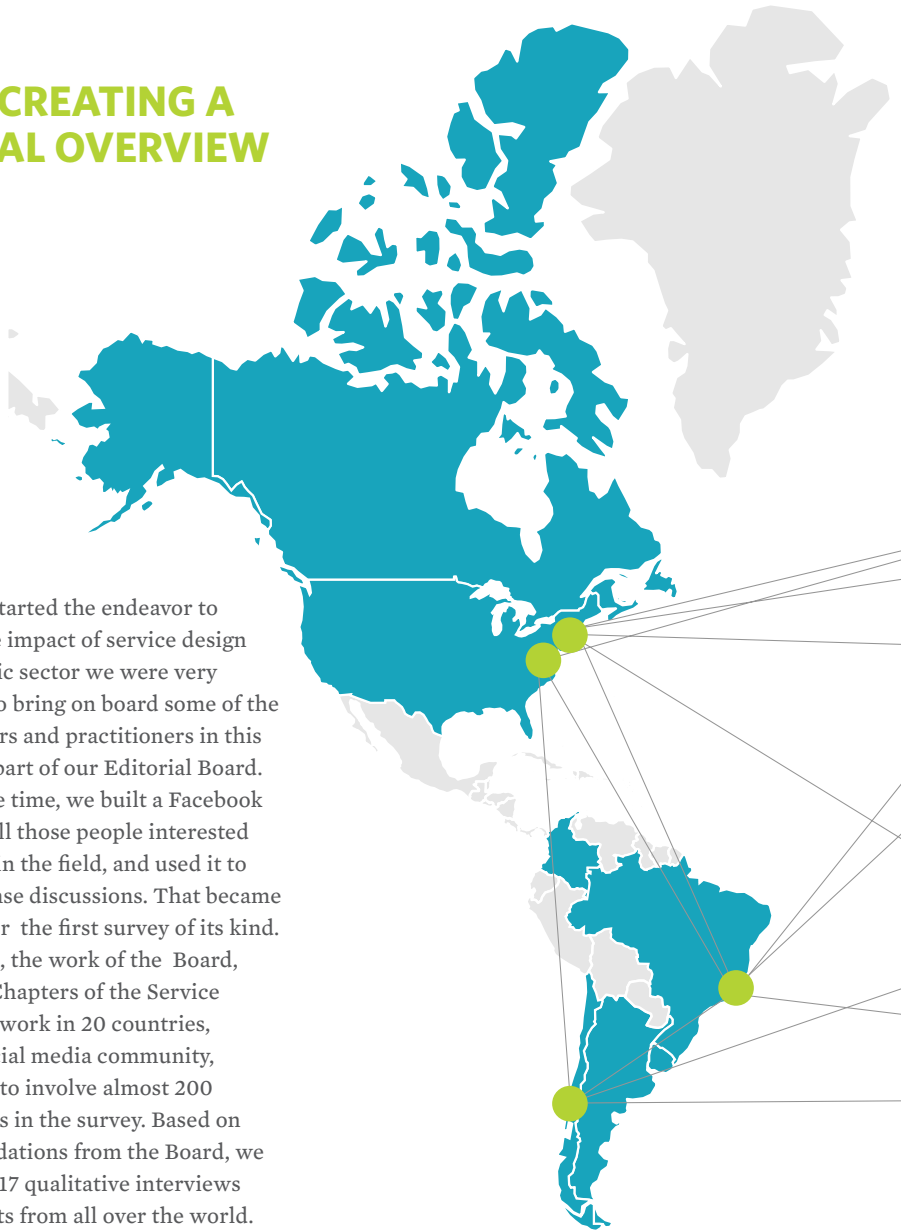 CREATING A
AL OVERVIEW
tarted the endeavor to
e impact of service design
ic sector we were very
o bring on board some of the
rs and practitioners in this
part of our Editorial Board.
e time, we built a Facebook
ll those people interested
in the field, and used it to
nse discussions. That became
r the first survey of its kind.
, the work of the Board,
Chapters of the Service
work in 20 countries,
cial media community,
to involve almost 200
s in the survey. Based on
dations from the Board, we
17 qualitative interviews
ts from all over the world.